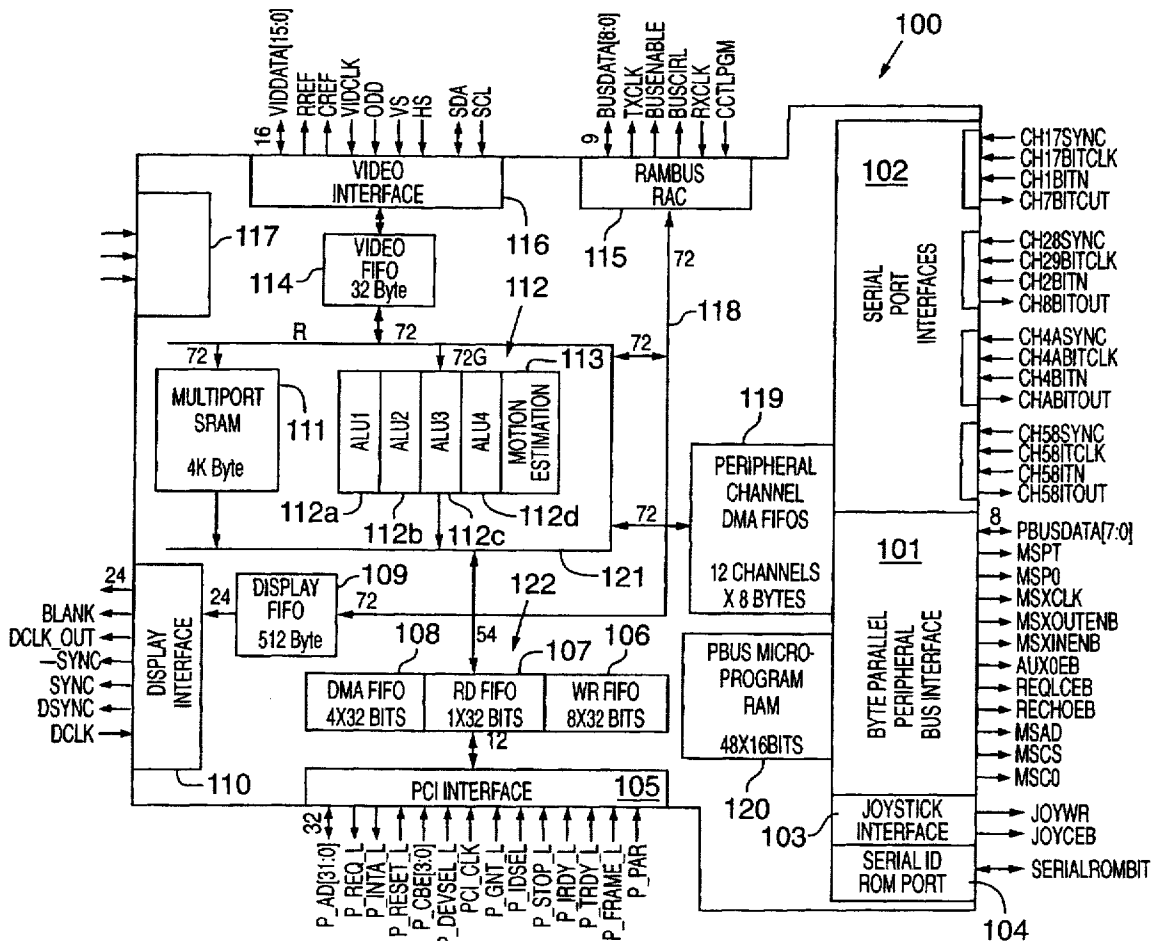 100
VIDDATA[15:0]
RREF
CREF
VIDCLK
ODD
VS
HS
SDA
SCL
16
BUSDATA[8:0]
TXCLK
BUSENABLE
BUSCIRL
RXCLK
CCTLPGM
9
VIDEO
INTERFACE
116
RAMBUS
RAC
115
72
117
VIDEO
FIFO
32 Byte
114
112
118
R
72
72
72
72G
113
MULTIPORT
SRAM
4K Byte
111
ALU1
ALU2
ALU3
ALU4
MOTION
ESTIMATION
112a
112b
112c
112d
72
121
119
PERIPHERAL
CHANNEL
DMA FIFOS
12 CHANNELS
X 8 BYTES
102
SERIAL
PORT
INTERFACES
CH17SYNC
CH17BITCLK
CH1BITN
CH7BITCUT
CH28SYNC
CH29BITCLK
CH2BITN
CH8BITOUT
CH4ASYNC
CH4ABITCLK
CH4BITN
CHABITOUT
CH58SYNC
CH58ITCLK
CH58ITN
CH58ITOUT
101
BYTE PARALLEL
PERIPHERAL
BUS INTERFACE
8
PBUSDATA[7:0]
MSPT
MSP0
MSXCLK
MSXOUTENB
MSXINENB
AUX0EB
REQLCEB
RECHOEB
MSAD
MSCS
MSC0
24
BLANK
DCLK_OUT
—SYNC
SYNC
DSYNC
DCLK
DISPLAY
INTERFACE
110
24
DISPLAY
FIFO
512 Byte
109
72
54
122
108
107
106
DMA FIFO
4X32 BITS
RD FIFO
1X32 BITS
WR FIFO
8X32 BITS
12
PCI INTERFACE
105
PBUS MICRO-
PROGRAM
RAM
48X16BITS
120
103
JOYSTICK
INTERFACE
JOYWR
JOYCEB
SERIAL ID
ROM PORT
SERIALROMBIT
104
32
P_AD[31:0]
P_REQ_L
P_INTA_L
P_RESET_L
P_CBE[3:0]
P_DEVSEL_L
PCI_CLK
P_GNT_L
P_IDSEL
P_STOP_L
P_IRDY_L
P_TRDY_L
P_FRAME_L
P_PAR